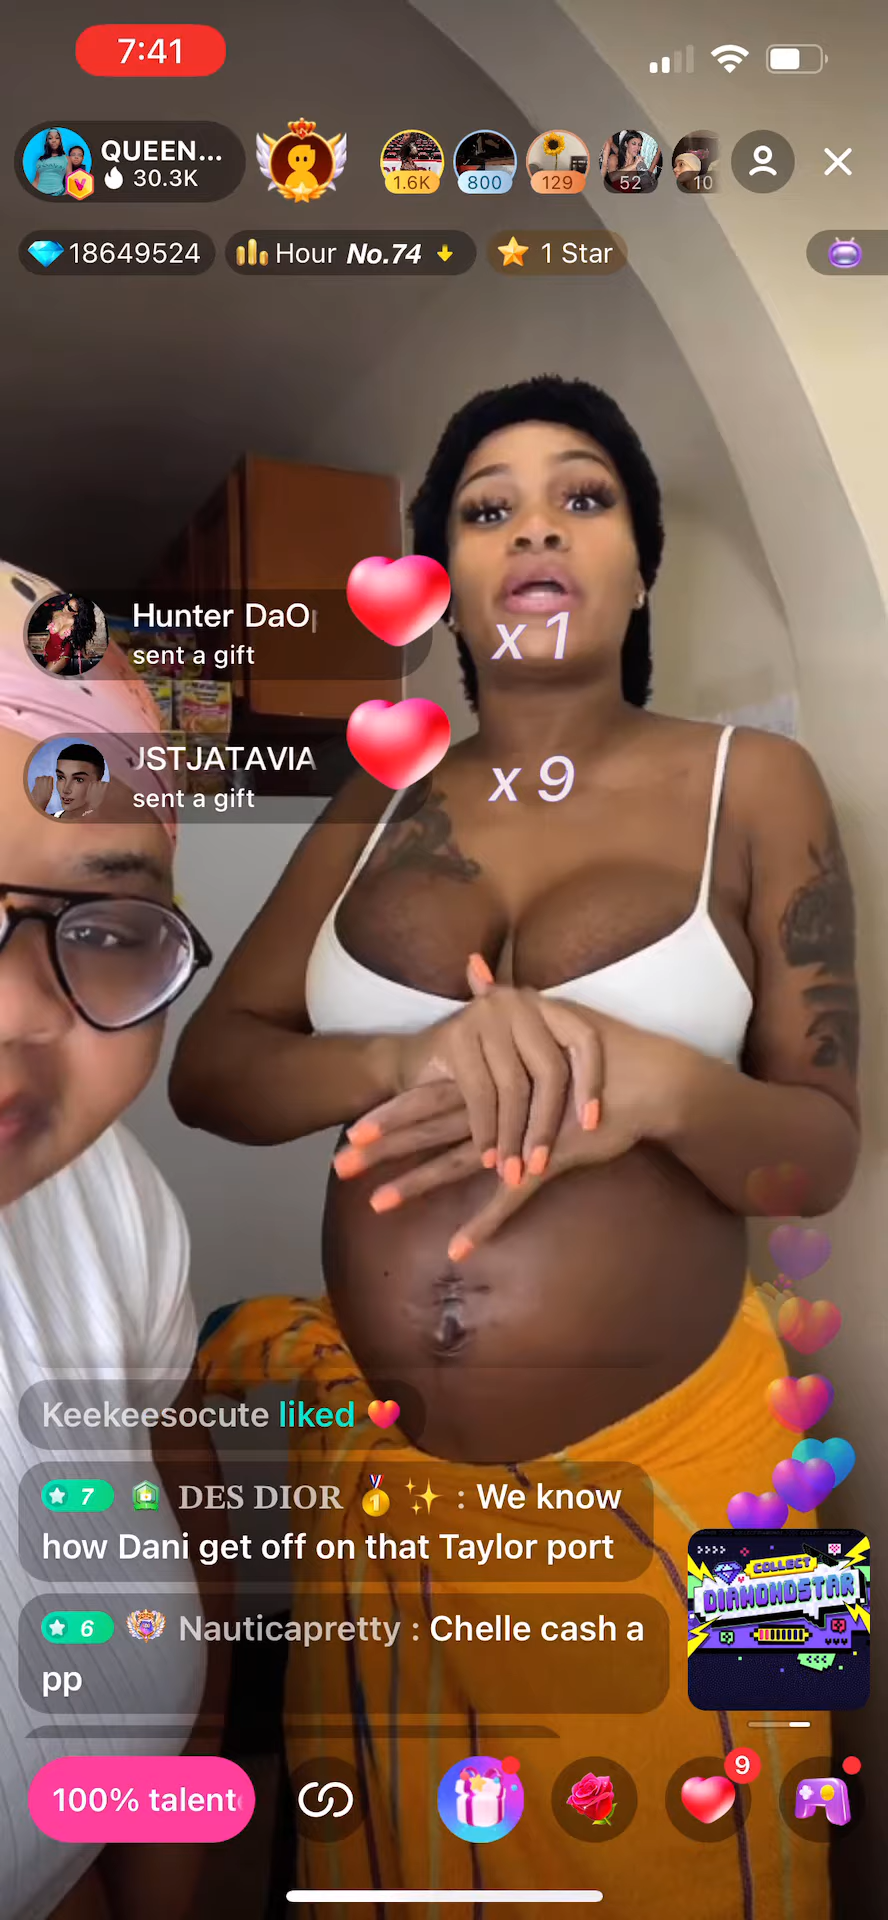 7:41
QUEEN...
30.3K
1.6K
800
129
52
10
18649524
Hour No.74
1 Star
Hunter DaO
sent a gift
x 1
JSTJATAVIA
sent a gift
x 9
Keekeesocute liked
7 DES DIOR : We know
how Dani get off on that Taylor port
6 Nauticapretty : Chelle cash a
pp
COLLECT
DIAMONDSTAR
100% talent
9